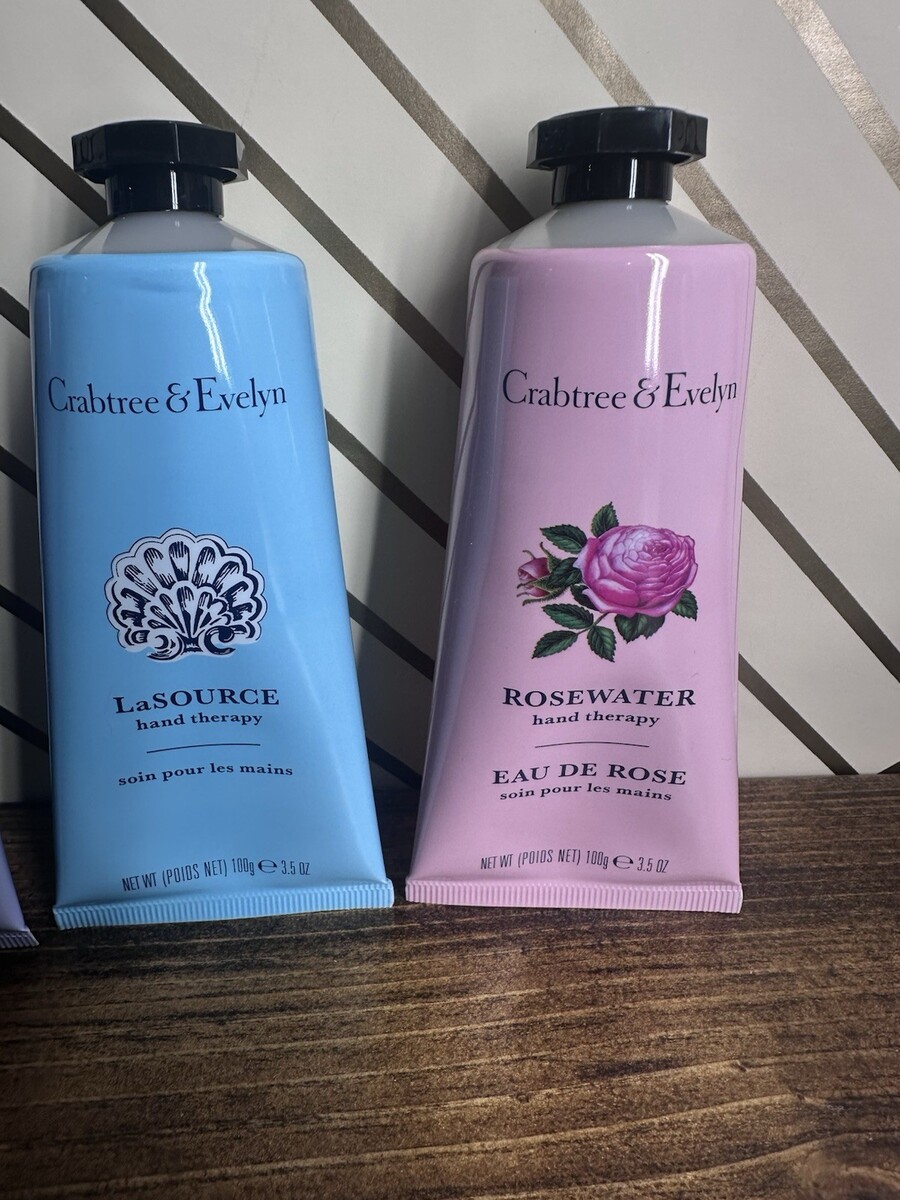 Crabtree & Evelyn
LaSOURCE
hand therapy
soin pour les mains
NET WT (POIDS NET) 100g ℮ 3.5 OZ
Crabtree & Evelyn
ROSEWATER
hand therapy
EAU DE ROSE
soin pour les mains
NET WT (POIDS NET) 100g ℮ 3.5 OZ